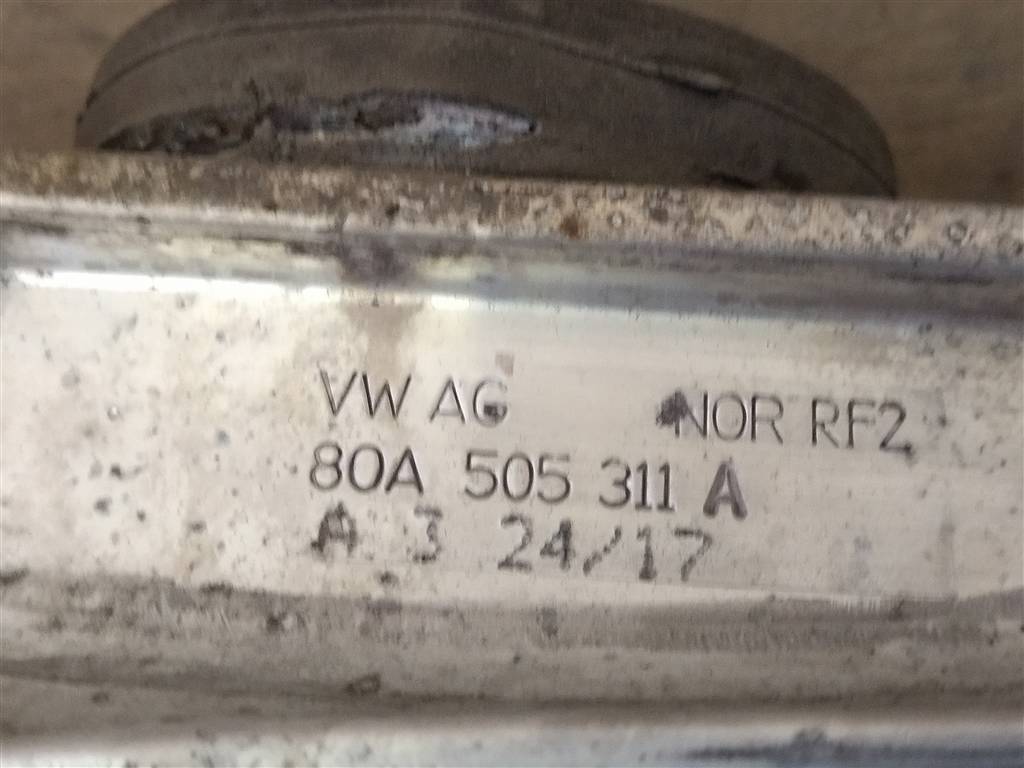 VW AG NOR RF2
80A 505 311 A
A 3 24/17